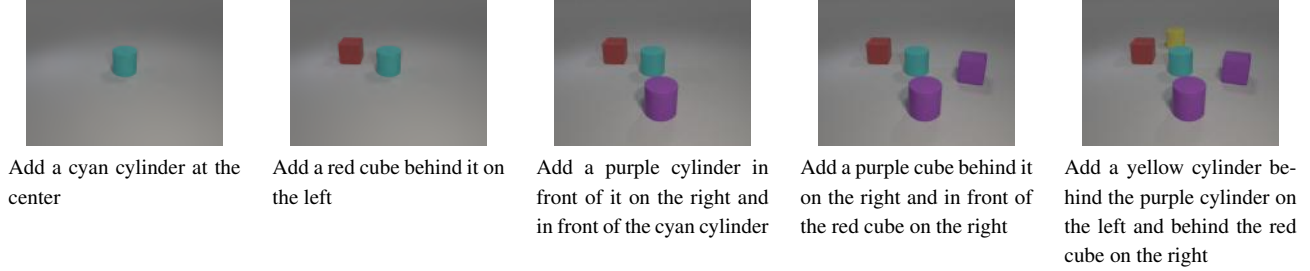 Add a cyan cylinder at the
center
Add a red cube behind it on
the left
Add a purple cylinder in
front of it on the right and
in front of the cyan cylinder
Add a purple cube behind it
on the right and in front of
the red cube on the right
Add a yellow cylinder be-
hind the purple cylinder on
the left and behind the red
cube on the right